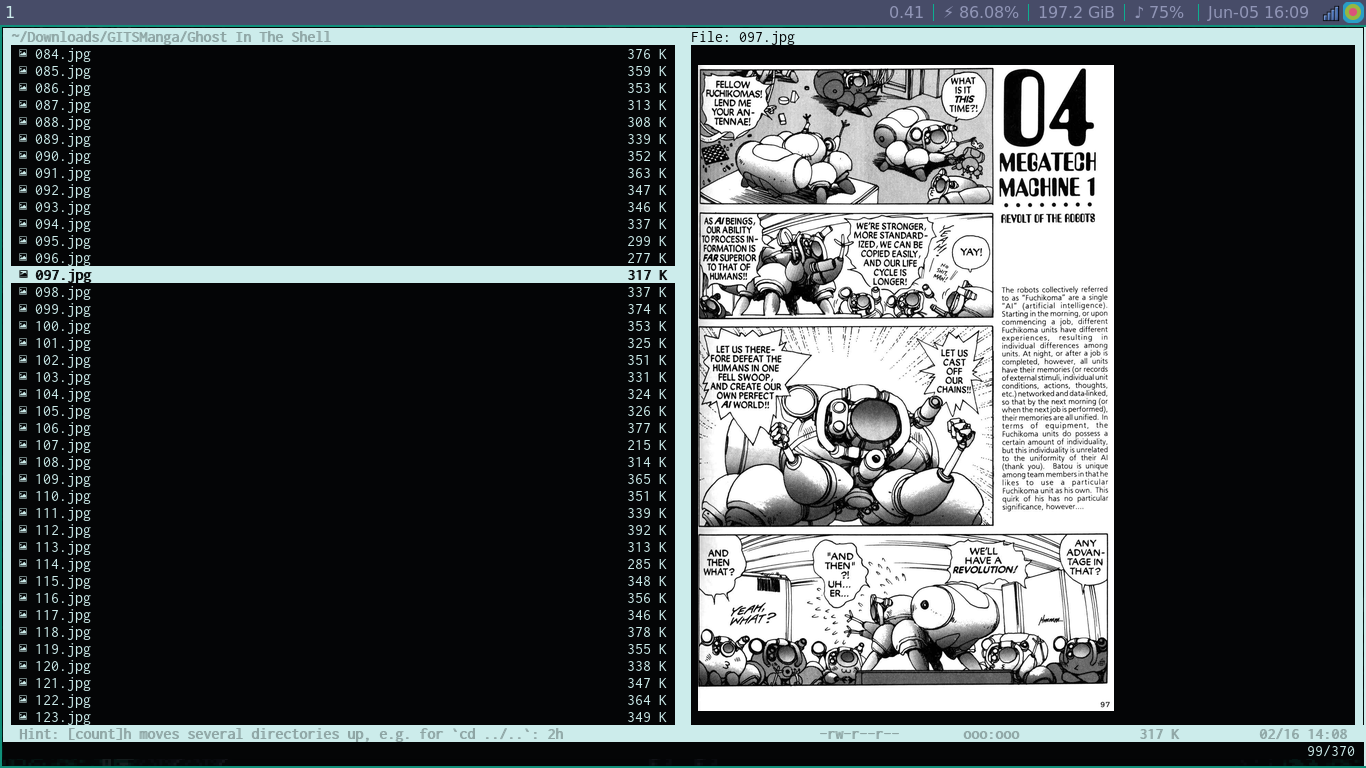 1
0.41 | ⚡ 86.08% | 197.2 GiB | ♪ 75% | Jun-05 16:09
~/Downloads/GITSManga/Ghost In The Shell
084.jpg 376 K
085.jpg 359 K
086.jpg 353 K
087.jpg 313 K
088.jpg 308 K
089.jpg 339 K
090.jpg 352 K
091.jpg 363 K
092.jpg 347 K
093.jpg 346 K
094.jpg 337 K
095.jpg 299 K
096.jpg 277 K
097.jpg 317 K
098.jpg 337 K
099.jpg 374 K
100.jpg 353 K
101.jpg 325 K
102.jpg 351 K
103.jpg 331 K
104.jpg 324 K
105.jpg 326 K
106.jpg 377 K
107.jpg 215 K
108.jpg 314 K
109.jpg 365 K
110.jpg 351 K
111.jpg 339 K
112.jpg 392 K
113.jpg 313 K
114.jpg 285 K
115.jpg 348 K
116.jpg 356 K
117.jpg 346 K
118.jpg 378 K
119.jpg 355 K
120.jpg 338 K
121.jpg 347 K
122.jpg 364 K
123.jpg 349 K
File: 097.jpg
FELLOW
FUCHIKOMAS!
LEND ME
YOUR AN-
TENNAE!
WHAT
IS IT
THIS
TIME?!
04
MEGATECH
MACHINE 1
REVOLT OF THE ROBOTS
AS AI BEINGS,
OUR ABILITY
TO PROCESS IN-
FORMATION IS
FAR SUPERIOR
TO THAT OF
HUMANS!!
WE'RE STRONGER,
MORE STANDARD-
IZED, WE CAN BE
COPIED EASILY,
AND OUR LIFE
CYCLE IS
LONGER!
YAY!
LET US THERE-
FORE DEFEAT THE
HUMANS IN ONE
FELL SWOOP,
AND CREATE OUR
OWN PERFECT
AI WORLD!!
LET US
CAST
OFF
OUR
CHAINS!!
The robots collectively referred
to as "Fuchikoma" are a single
"AI" (artificial intelligence).
Starting in the morning, or upon
commencing a job, different
Fuchikoma units have different
experiences, resulting in
individual differences among
units. At night, or after a job is
completed, however, all units
have their memories (or records
of external stimuli, individual unit
conditions, actions, thoughts,
etc.) networked and data-linked,
so that by the next morning (or
when the next job is performed),
their memories are all unified. In
terms of equipment, the
Fuchikoma units do possess a
certain amount of individuality,
but this individuality is unrelated
to the uniformity of their AI
(thank you). Batou is unique
among team members in that he
likes to use a particular
Fuchikoma unit as his own. This
quirk of his has no particular
significance, however....
AND
THEN
WHAT?
YEAH,
WHAT?
"AND
THEN"
?!
UH...
ER...
WE'LL
HAVE A
REVOLUTION!
ANY
ADVAN-
TAGE IN
THAT?
Hmmm...
97
Hint: [count]h moves several directories up, e.g. for `cd ../..`: 2h
-rw-r--r-- ooo:ooo 317 K 02/16 14:08
99/370